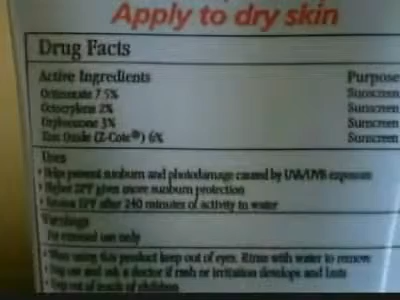 Apply to dry skin
Drug Facts
Active Ingredients Purpose
Octinoxate 7.5% Sunscreen
Octocrylene 2% Sunscreen
Oxybenzone 3% Sunscreen
Zinc Oxide (Z-Cote®) 6% Sunscreen
Uses
• Helps prevent sunburn and photodamage caused by UVA/UVB exposure
• Higher SPF gives more sunburn protection
• Retains SPF after 240 minutes of activity in water
Warnings
For external use only
• When using this product keep out of eyes. Rinse with water to remove
• Stop use and ask a doctor if rash or irritation develops and lasts
• Keep out of reach of children